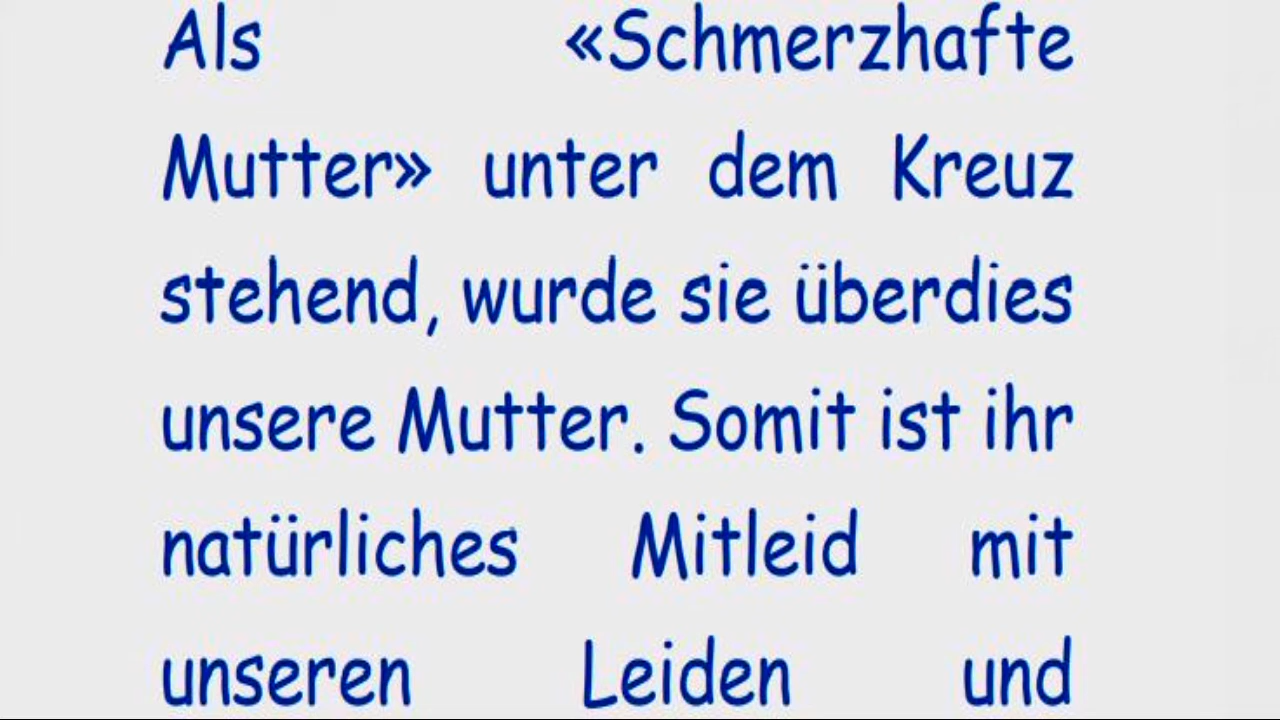 Als «Schmerzhafte
Mutter» unter dem Kreuz
stehend, wurde sie überdies
unsere Mutter. Somit ist ihr
natürliches Mitleid mit
unseren Leiden und